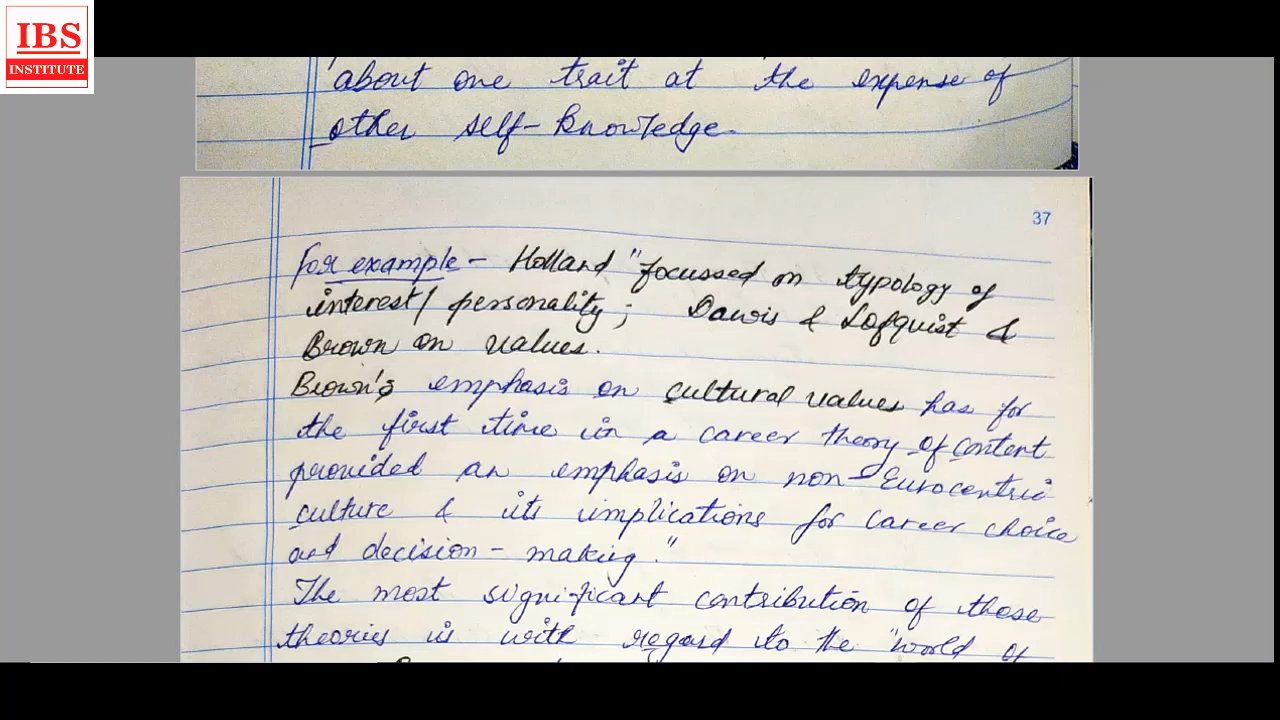 IBS
INSTITUTE
about one trait at the expense of
other self-knowledge.
37
For example - Holland "focussed on typology of
interest/personality; Dawis & Lofquist &
Brown on values.
Brown's emphasis on cultural values has for
the first time in a career theory of content
provided an emphasis on non-Eurocentric
culture & its implications for career choice
and decision-making."
The most significant contribution of these
theories is with regard to the "world of